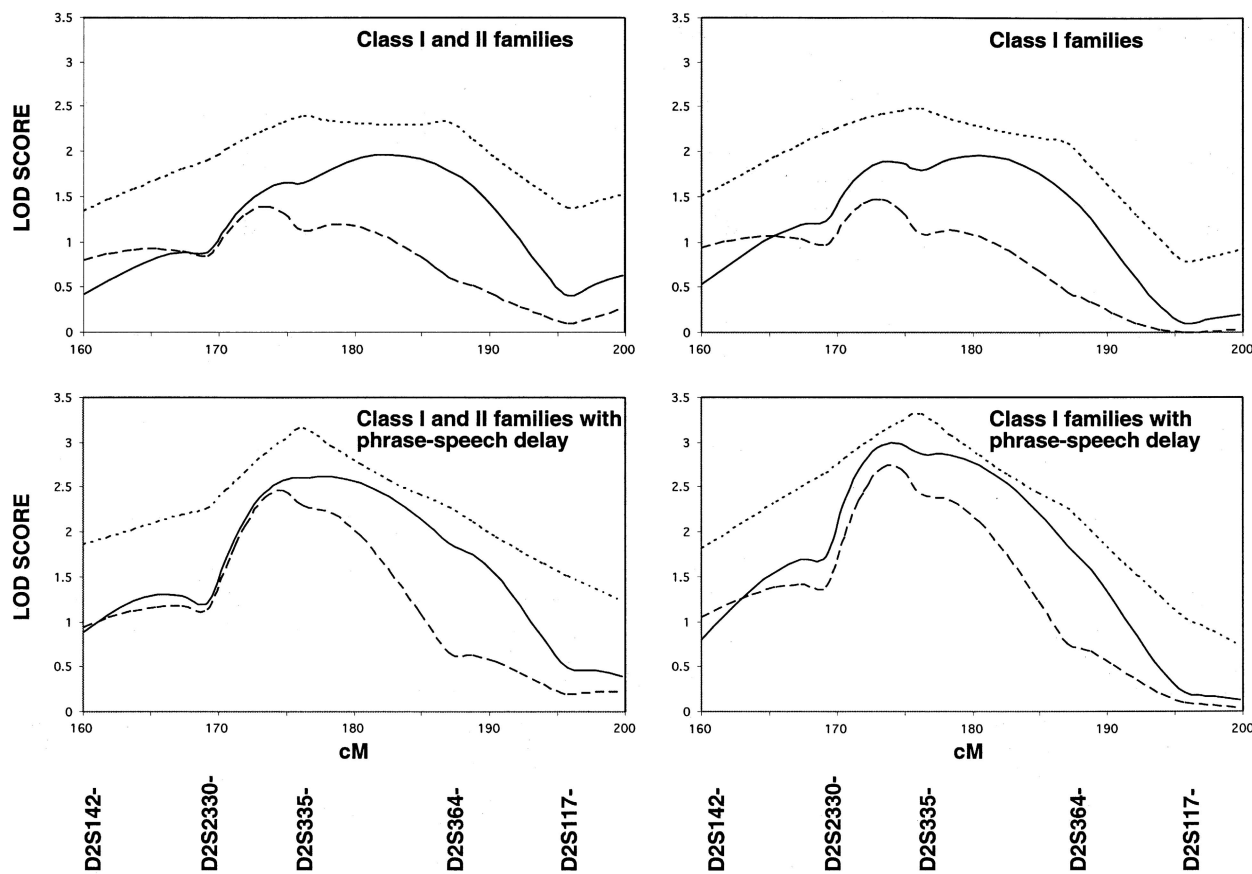 3.5
Class I and II families
3
2.5
2
1.5
1
0.5
0
LOD SCORE
160
170
180
190
200
3.5
Class I families
3
2.5
2
1.5
1
0.5
0
160
170
180
190
200
3.5
Class I and II families with
phrase-speech delay
3
2.5
2
1.5
1
0.5
0
LOD SCORE
160
170
180
190
200
cM
3.5
Class I families with
phrase-speech delay
3
2.5
2
1.5
1
0.5
0
160
170
180
190
200
cM
D2S142-
D2S2330-
D2S335-
D2S364-
D2S117-
D2S142-
D2S2330-
D2S335-
D2S364-
D2S117-